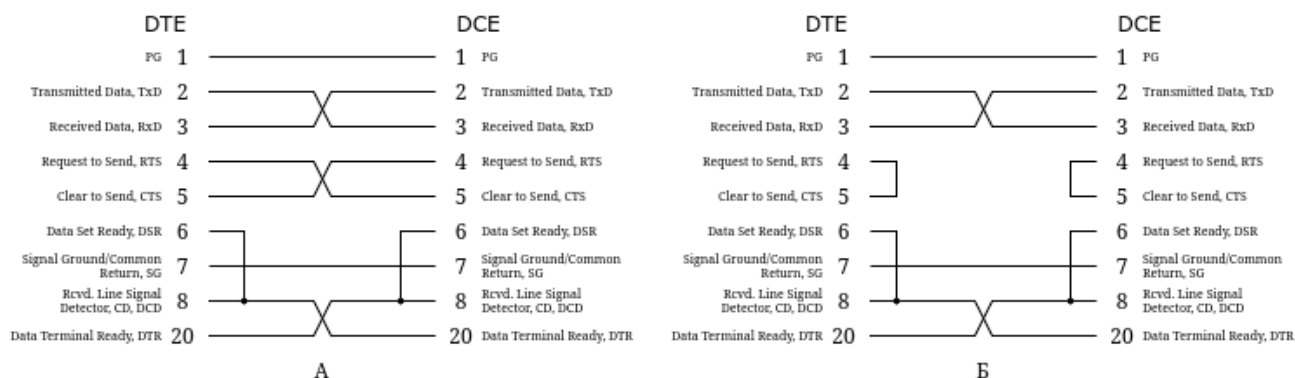 DTE DCE DTE DCE
PG 1 1 PG PG 1 1 PG
Transmitted Data, TxD 2 2 Transmitted Data, TxD Transmitted Data, TxD 2 2 Transmitted Data, TxD
Received Data, RxD 3 3 Received Data, RxD Received Data, RxD 3 3 Received Data, RxD
Request to Send, RTS 4 4 Request to Send, RTS Request to Send, RTS 4 4 Request to Send, RTS
Clear to Send, CTS 5 5 Clear to Send, CTS Clear to Send, CTS 5 5 Clear to Send, CTS
Data Set Ready, DSR 6 6 Data Set Ready, DSR Data Set Ready, DSR 6 6 Data Set Ready, DSR
Signal Ground/Common
Return, SG 7 7 Signal Ground/Common
Return, SG Signal Ground/Common
Return, SG 7 7 Signal Ground/Common
Return, SG
Rcvd. Line Signal
Detector, CD, DCD 8 8 Rcvd. Line Signal
Detector, CD, DCD Rcvd. Line Signal
Detector, CD, DCD 8 8 Rcvd. Line Signal
Detector, CD, DCD
Data Terminal Ready, DTR 20 20 Data Terminal Ready, DTR Data Terminal Ready, DTR 20 20 Data Terminal Ready, DTR
А Б